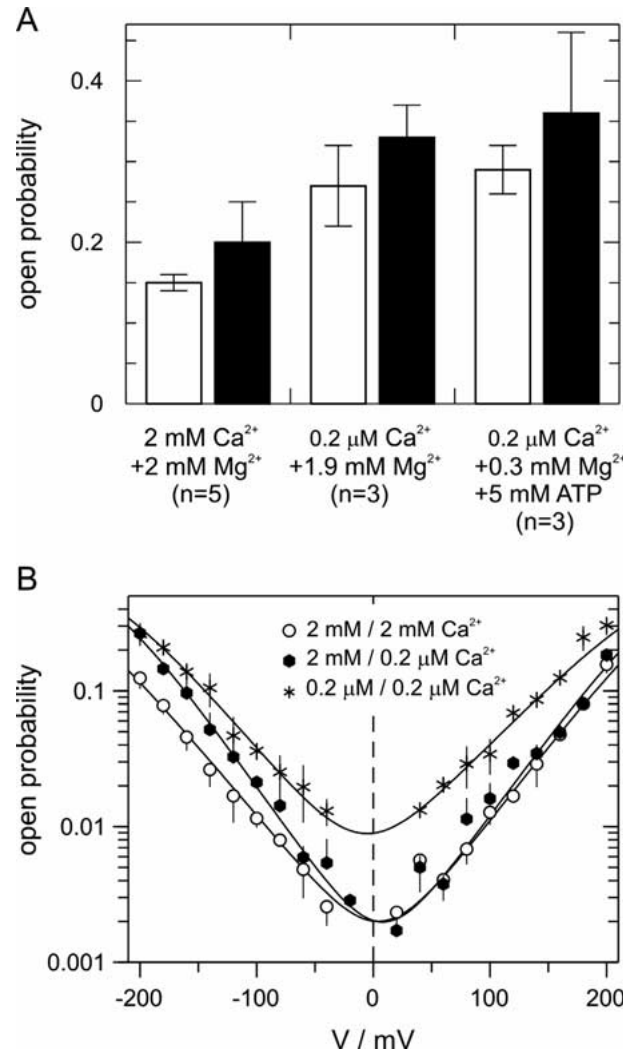 A
open probability
0.4
0.2
0
2 mM Ca²⁺
+2 mM Mg²⁺
(n=5)
0.2 µM Ca²⁺
+1.9 mM Mg²⁺
(n=3)
0.2 µM Ca²⁺
+0.3 mM Mg²⁺
+5 mM ATP
(n=3)
B
open probability
0.1
0.01
0.001
2 mM / 2 mM Ca²⁺
2 mM / 0.2 µM Ca²⁺
0.2 µM / 0.2 µM Ca²⁺
-200 -100 0 100 200
V / mV